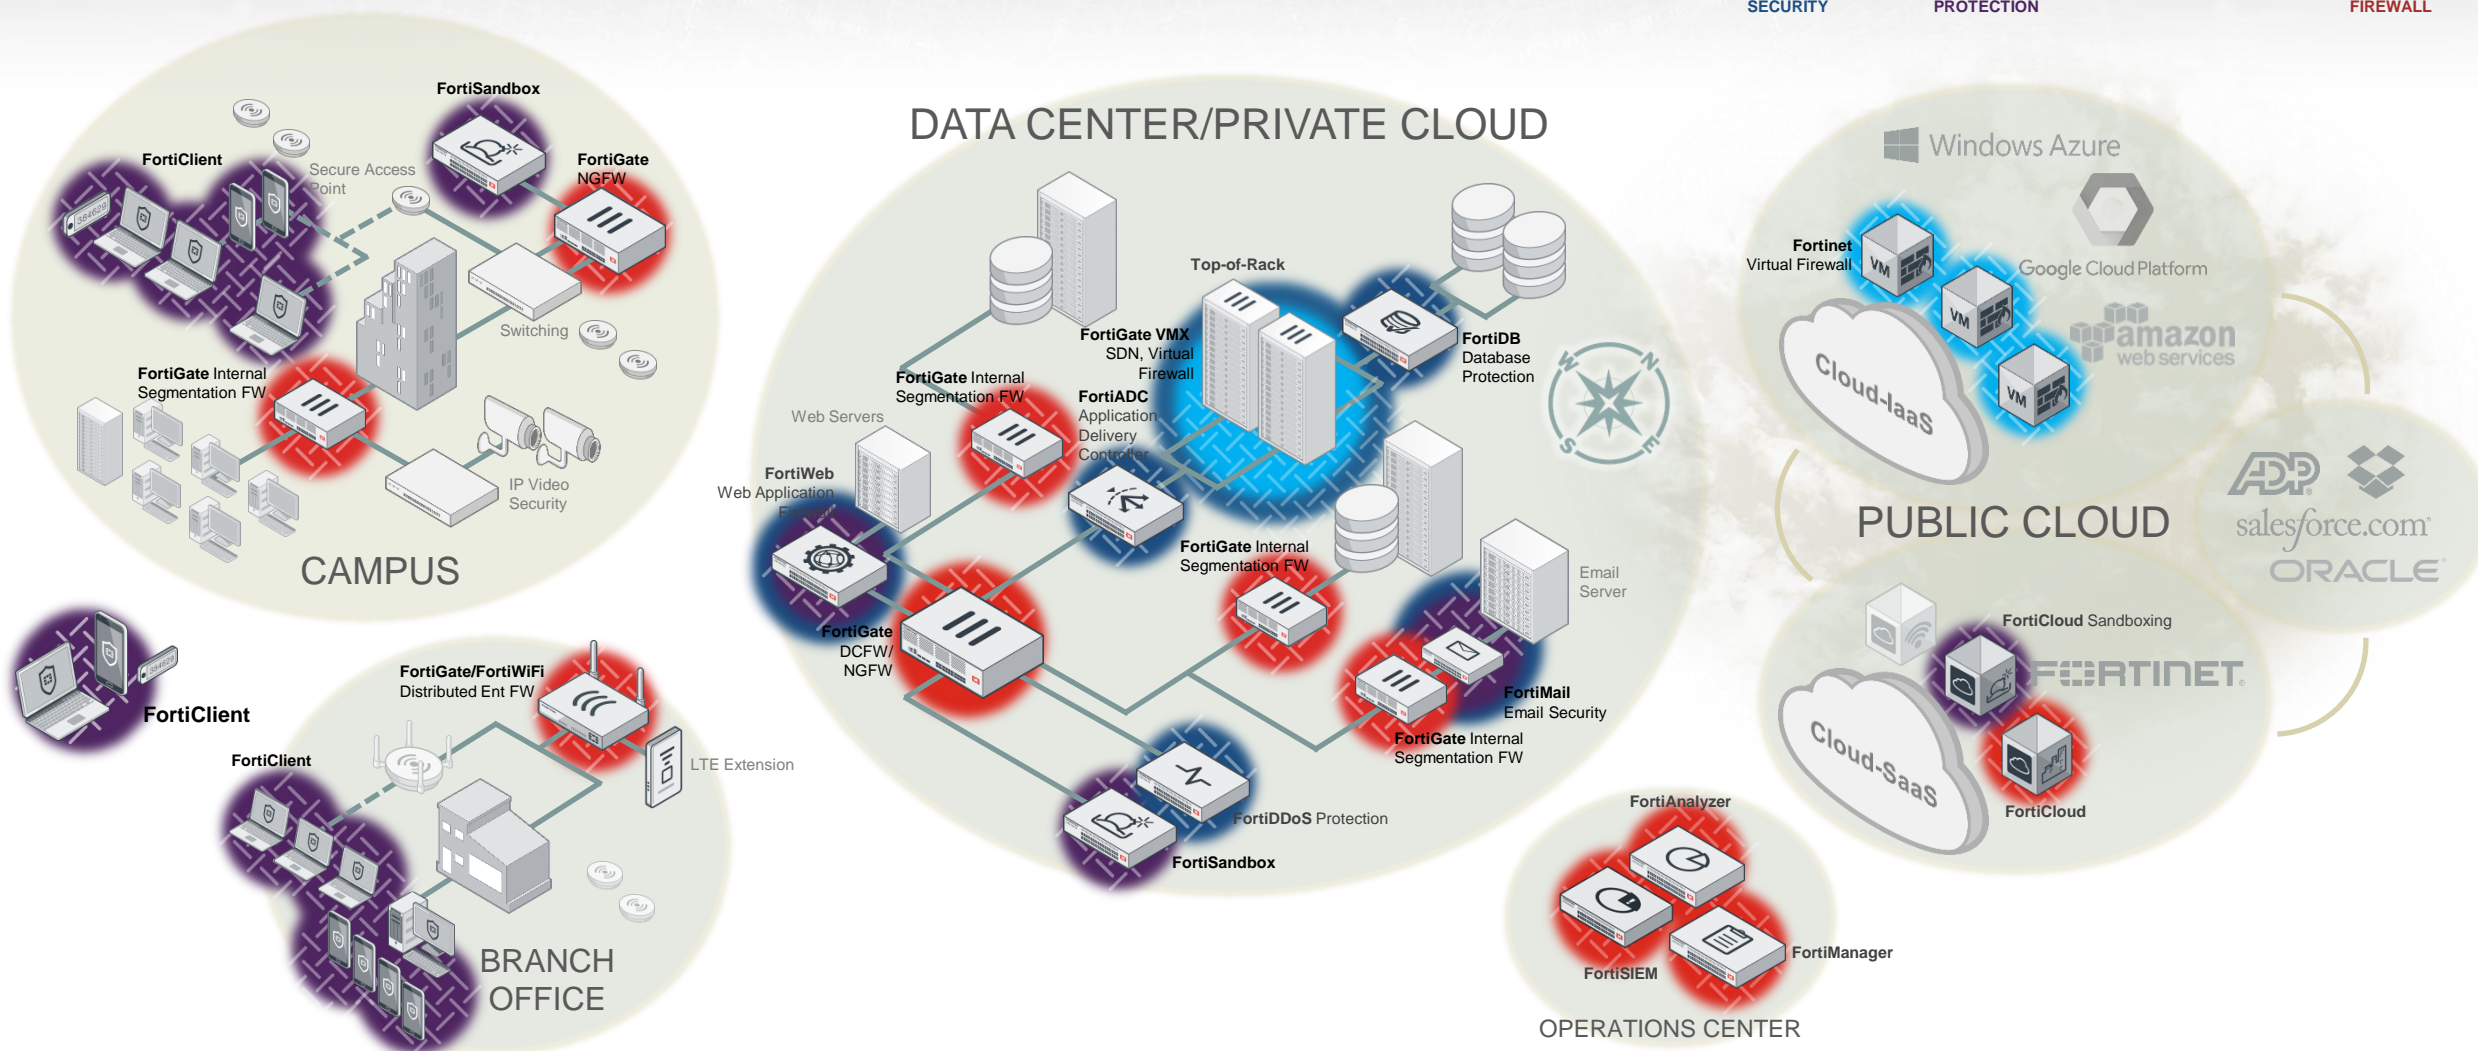 SECURITY
PROTECTION
FIREWALL
FortiSandbox
FortiClient
Secure Access
Point
FortiGate
NGFW
384629
Switching
FortiGate Internal
Segmentation FW
IP Video
Security
CAMPUS
384629
FortiClient
FortiGate/FortiWiFi
Distributed Ent FW
LTE Extension
FortiClient
BRANCH
OFFICE
DATA CENTER/PRIVATE CLOUD
Top-of-Rack
FortiGate VMX
SDN, Virtual
Firewall
FortiDB
Database
Protection
FortiGate Internal
Segmentation FW
FortiADC
Application
Delivery
Controller
Web Servers
FortiWeb
Web Application
Firewall
N
W
E
S
FortiGate Internal
Segmentation FW
Email
Server
FortiGate
DCFW/
NGFW
FortiMail
Email Security
FortiGate Internal
Segmentation FW
FortiDDoS Protection
FortiSandbox
Windows Azure
Fortinet
Virtual Firewall
VM
VM
VM
Google Cloud Platform
amazon
web services
Cloud-IaaS
ADP
salesforce.com
ORACLE
PUBLIC CLOUD
FortiCloud Sandboxing
FORTINET
Cloud-SaaS
FortiCloud
FortiAnalyzer
FortiSIEM
FortiManager
OPERATIONS CENTER